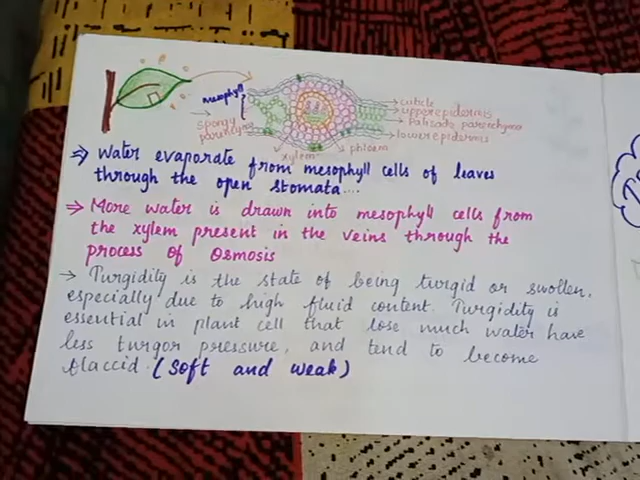 mesophyll
cuticle
upper epidermis
Palisade parenchyma
lower epidermis
Spongy
parenchyma
xylem
phloem
⇒ Water evaporate from mesophyll cells of leaves
through the open stomata....
→ More water is drawn into mesophyll cells from
the xylem present in the veins through the
process of Osmosis
→ Turgidity is the state of being turgid or swollen,
especially due to high fluid content. Turgidity is
essential in plant cell that lose much water have
less turgor pressure, and tend to become
flaccid. (Soft and weak)